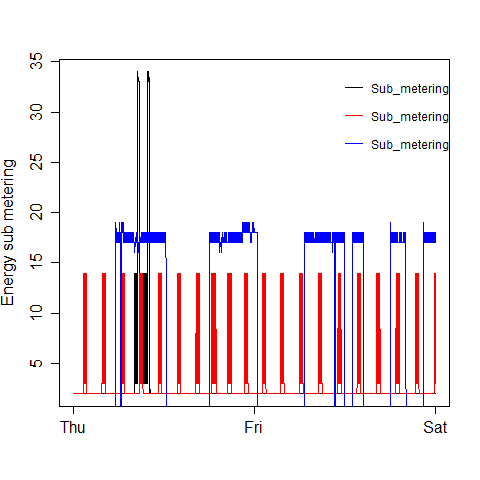 35
30
25
20
15
10
5
Energy sub metering
Sub_metering
Sub_metering
Sub_metering
Thu Fri Sat